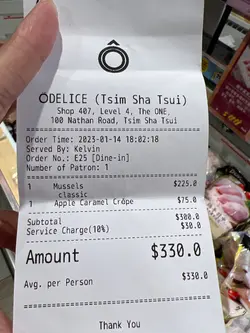 Ô
ÔDELICE (Tsim Sha Tsui)
Shop 407, Level 4, The ONE,
100 Nathan Road, Tsim Sha Tsui
Order Time: 2023-01-14 18:02:18
Served By: Kelvin
Order No.: E25 [Dine-in]
Number of Patron: 1
1 Mussels $225.0
classic
1 Apple Caramel Crêpe $75.0
Subtotal $300.0
Service Charge(10%) $30.0
Amount $330.0
Avg. per Person $330.0
Thank You